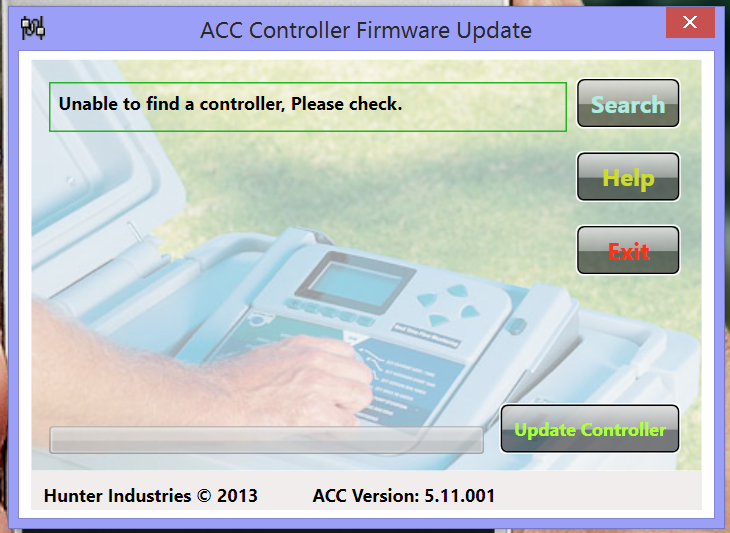 ACC Controller Firmware Update
Unable to find a controller, Please check.
Search
Help
Exit
Update Controller
Hunter Industries © 2013
ACC Version: 5.11.001